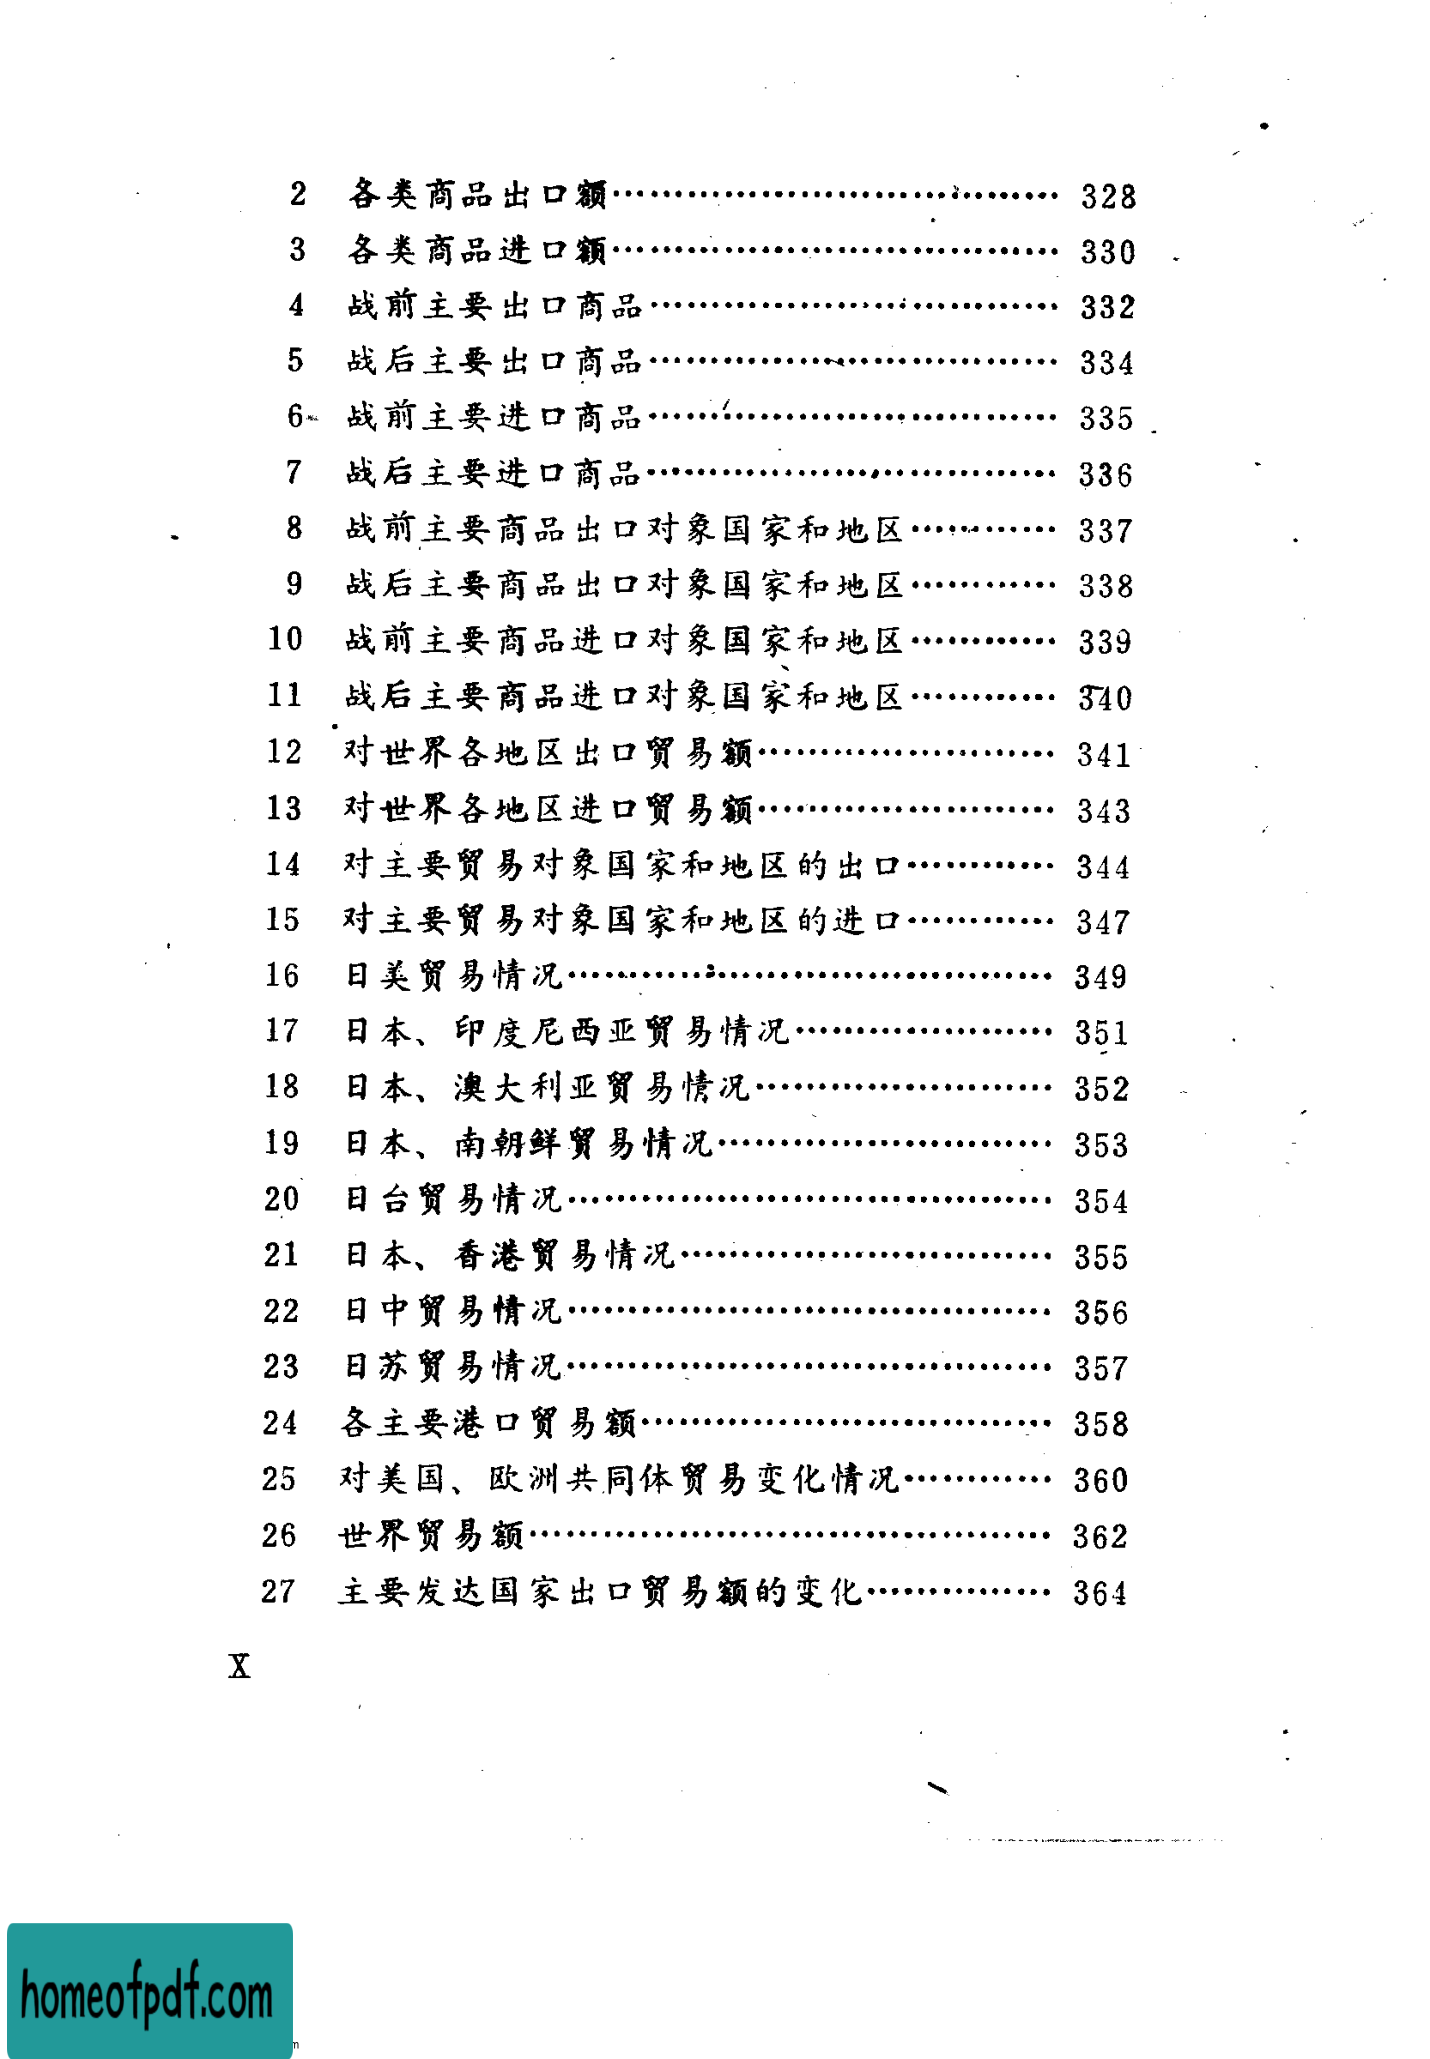 2 各类商品出口额………………………………… 328
3 各类商品进口额………………………………… 330
4 战前主要出口商品……………………………… 332
5 战后主要出口商品……………………………… 334
6 战前主要进口商品……………………………… 335
7 战后主要进口商品……………………………… 336
8 战前主要商品出口对象国家和地区………… 337
9 战后主要商品出口对象国家和地区………… 338
10 战前主要商品进口对象国家和地区………… 339
11 战后主要商品进口对象国家和地区………… 340
12 对世界各地区出口贸易额……………………… 341
13 对世界各地区进口贸易额……………………… 343
14 对主要贸易对象国家和地区的出口………… 344
15 对主要贸易对象国家和地区的进口………… 347
16 日美贸易情况…………………………………… 349
17 日本、印度尼西亚贸易情况………………… 351
18 日本、澳大利亚贸易情况……………………… 352
19 日本、南朝鲜贸易情况………………………… 353
20 日台贸易情况…………………………………… 354
21 日本、香港贸易情况…………………………… 355
22 日中贸易情况…………………………………… 356
23 日苏贸易情况…………………………………… 357
24 各主要港口贸易额……………………………… 358
25 对美国、欧洲共同体贸易变化情况………… 360
26 世界贸易额……………………………………… 362
27 主要发达国家出口贸易额的变化…………… 364
X
homeofpdf.com